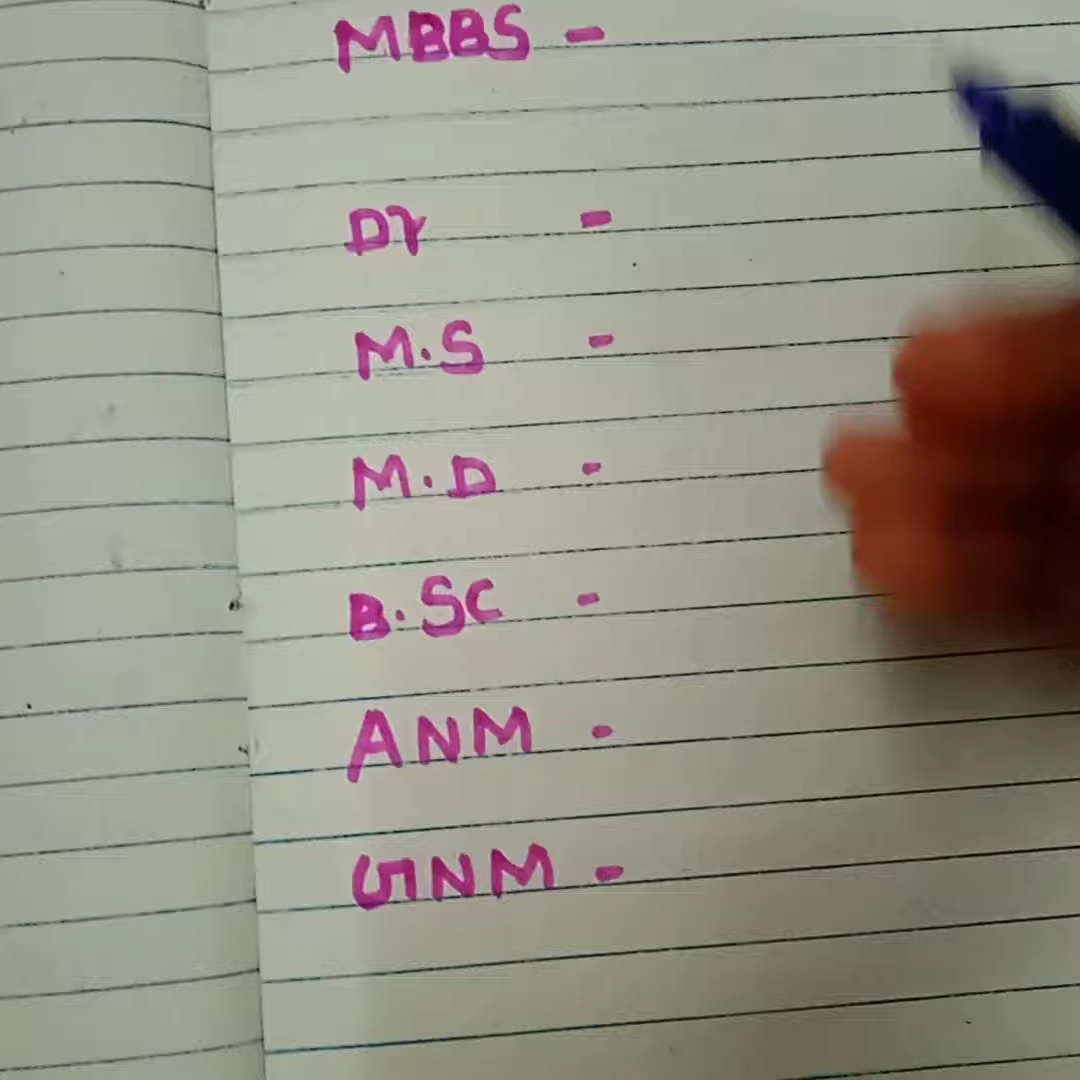 MBBS -
Dr -
M.S -
M.D -
B.SC -
ANM -
GNM -